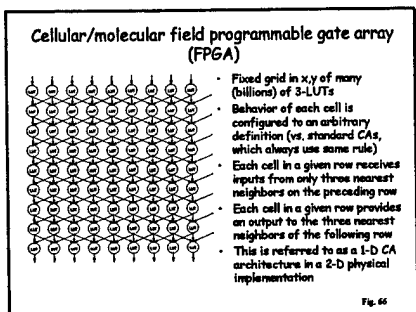 Cellular/molecular field programmable gate array
(FPGA)
• Fixed grid in x,y of many
(billions) of 3-LUTs
• Behavior of each cell is
configured to an arbitrary
definition (vs. standard CAs,
which always use same rule)
• Each cell in a given row receives
inputs from only three nearest
neighbors on the preceding row
• Each cell in a given row provides
an output to the three nearest
neighbors of the following row
• This is referred to as a 1-D CA
architecture in a 2-D physical
implementation
Fig. 66